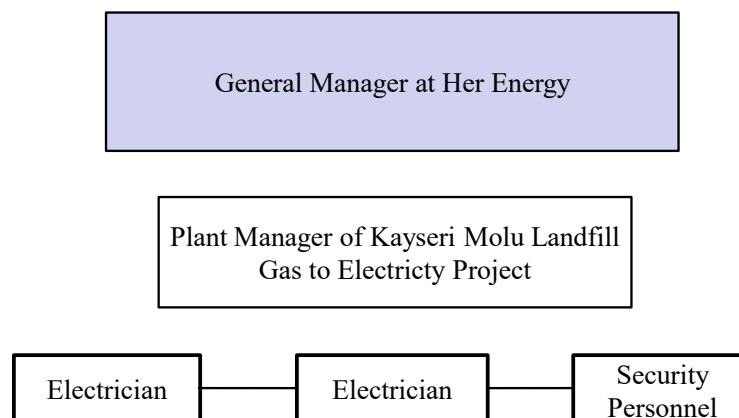 General Manager at Her Energy
Plant Manager of Kayseri Molu Landfill
Gas to Electricty Project
Electrician
Electrician
Security
Personnel